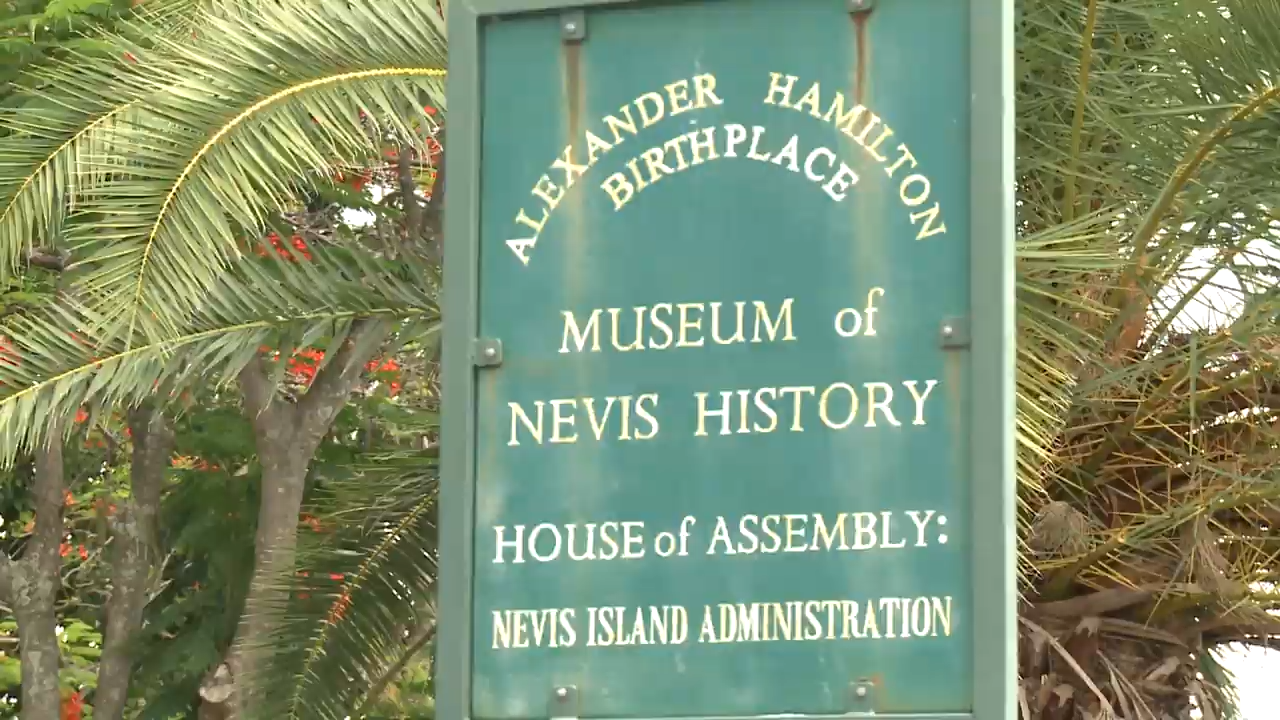 ALEXANDER HAMILTON
BIRTHPLACE
MUSEUM of
NEVIS HISTORY
HOUSE of ASSEMBLY:
NEVIS ISLAND ADMINISTRATION